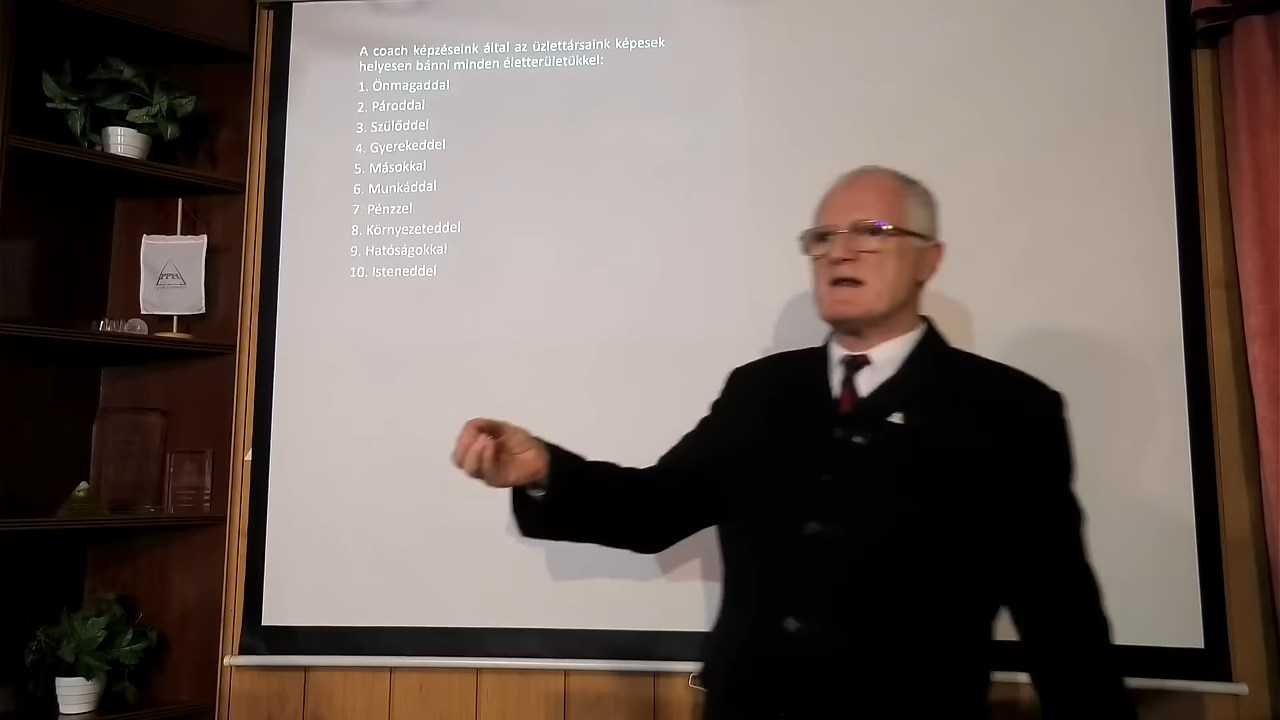 A coach képzéseink által az üzlettársaink képesek
helyesen bánni minden életterületükkel:
1. Önmagaddal
2. Pároddal
3. Szülőddel
4. Gyerekeddel
5. Másokkal
6. Munkáddal
7. Pénzzel
8. Környezeteddel
9. Hatóságokkal
10. Isteneddel